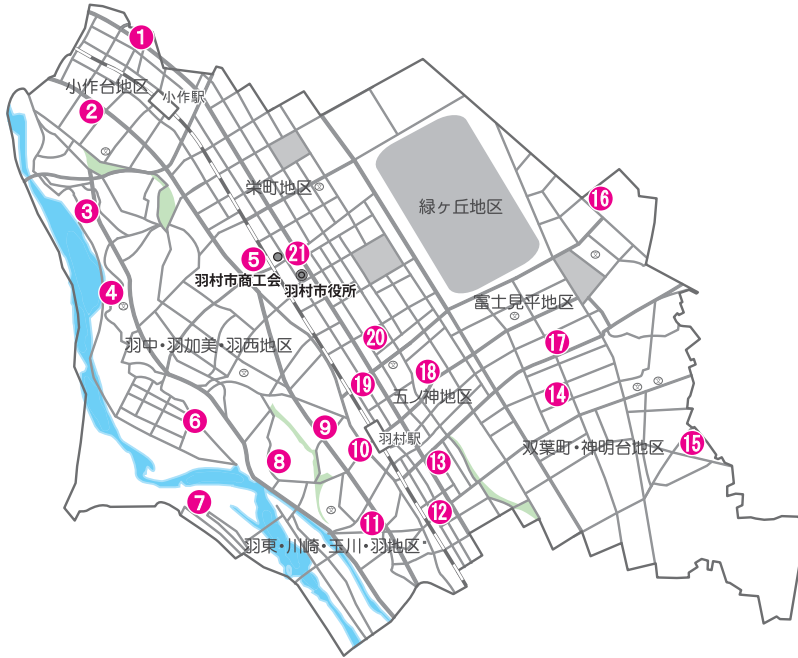 1
小作台地区
小作駅
2
栄町地区
16
緑ヶ丘地区
3
5
21
羽村市商工会
羽村市役所
4
富士見平地区
羽中・羽加美・羽西地区
20
17
18
19
五ノ神地区
14
6
9
羽村駅
10
双葉町・神明台地区
15
8
13
7
12
11
羽東・川崎・玉川・羽地区